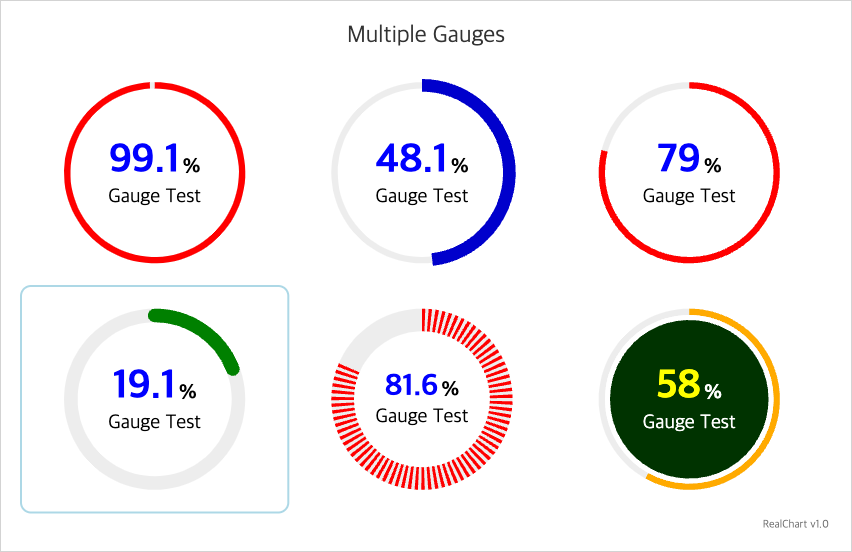 Multiple Gauges
99.1%
Gauge Test
48.1%
Gauge Test
79%
Gauge Test
19.1%
Gauge Test
81.6%
Gauge Test
58%
Gauge Test
RealChart v1.0